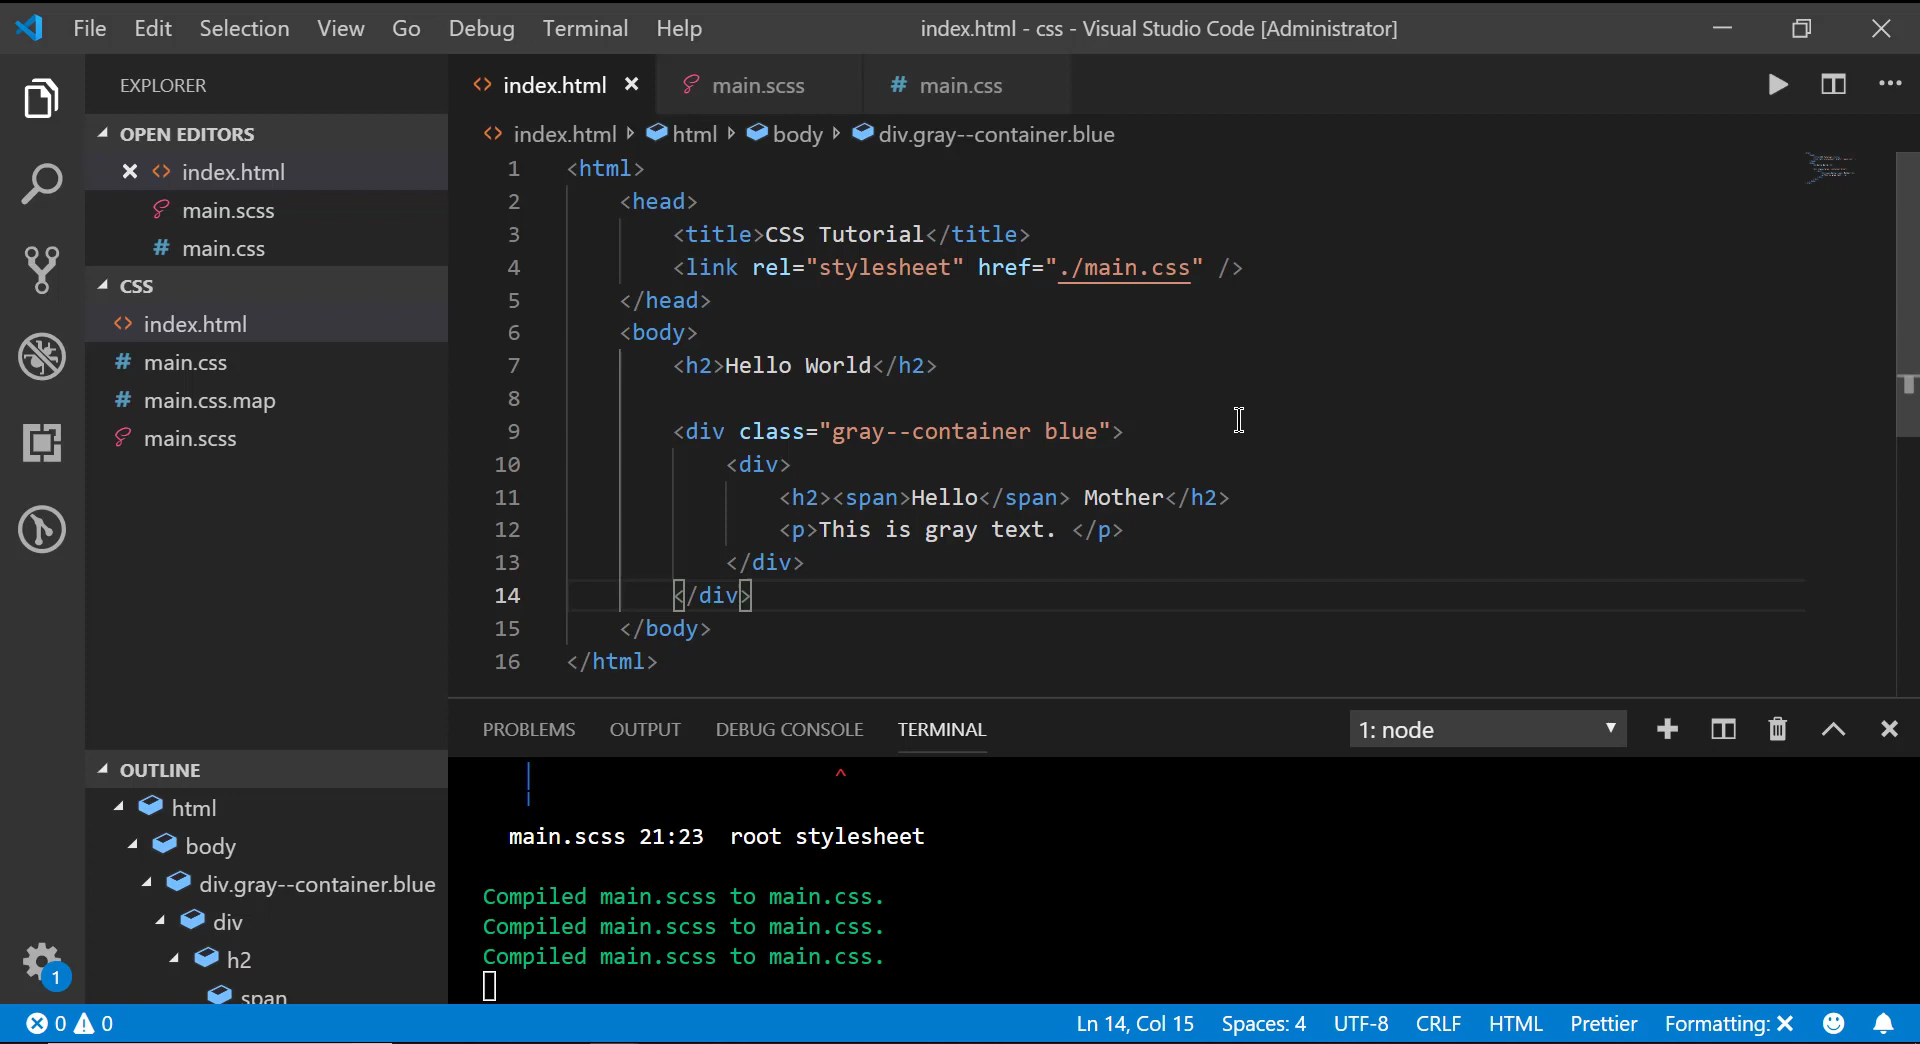 File Edit Selection View Go Debug Terminal Help
index.html - css - Visual Studio Code [Administrator]
EXPLORER
OPEN EDITORS
index.html
main.scss
main.css
CSS
index.html
main.css
main.css.map
main.scss
OUTLINE
html
body
div.gray--container.blue
div
h2
span
1
index.html main.scss # main.css
index.html html body div.gray--container.blue
1 <html>
2 <head>
3 <title>CSS Tutorial</title>
4 <link rel="stylesheet" href="./main.css" />
5 </head>
6 <body>
7 <h2>Hello World</h2>
8
9 <div class="gray--container blue">
10 <div>
11 <h2><span>Hello</span> Mother</h2>
12 <p>This is gray text. </p>
13 </div>
14 </div>
15 </body>
16 </html>
PROBLEMS OUTPUT DEBUG CONSOLE TERMINAL 1: node
^
main.scss 21:23 root stylesheet
Compiled main.scss to main.css.
Compiled main.scss to main.css.
Compiled main.scss to main.css.
0 0 Ln 14, Col 15 Spaces: 4 UTF-8 CRLF HTML Prettier Formatting: ✕